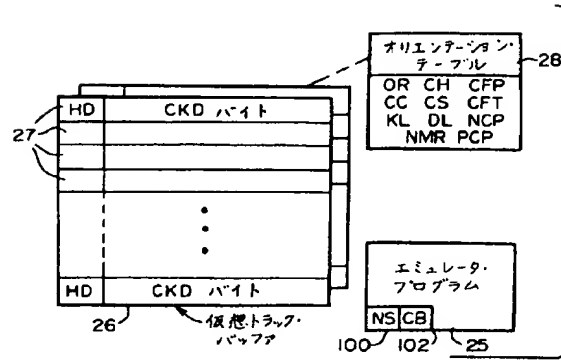 オリエンテーション・
テーブル
28
OR CH CFP
CC CS CFT
KL DL NCP
NMR PCP
HD CKD バイト
27
エミュレータ・
プログラム
NS CB
100 102 25
HD CKD バイト
26
仮想トラック・
バッファ